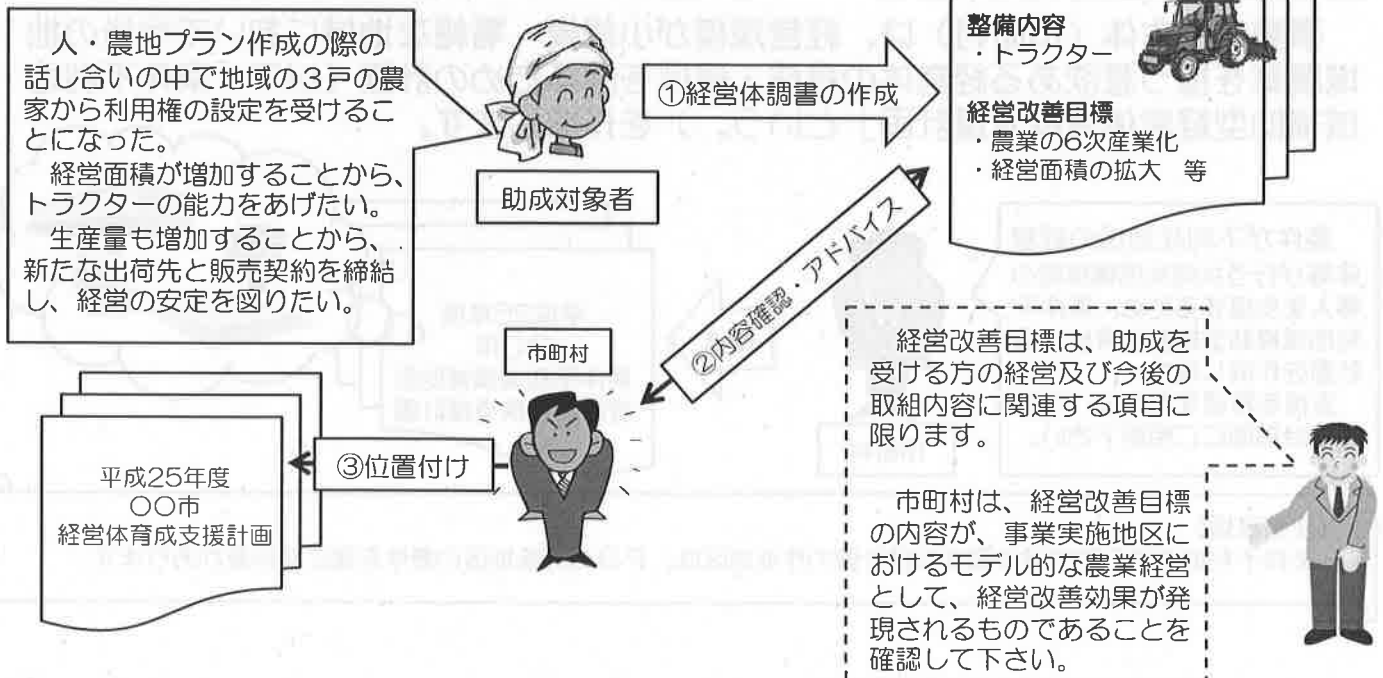 人・農地プラン作成の際の
話し合いの中で地域の３戸の農
家から利用権の設定を受けるこ
とになった。
経営面積が増加することから、
トラクターの能力をあげたい。
生産量も増加することから、
新たな出荷先と販売契約を締結
し、経営の安定を図りたい。
助成対象者
①経営体調書の作成
整備内容
・トラクター
経営改善目標
・農業の6次産業化
・経営面積の拡大　等
②内容確認・アドバイス
市町村
③位置付け
平成25年度
〇〇市
経営体育成支援計画
経営改善目標は、助成を
受ける方の経営及び今後の
取組内容に関連する項目に
限ります。
市町村は、経営改善目標
の内容が、事業実施地区に
おけるモデル的な農業経営
として、経営改善効果が発
現されるものであることを
確認して下さい。